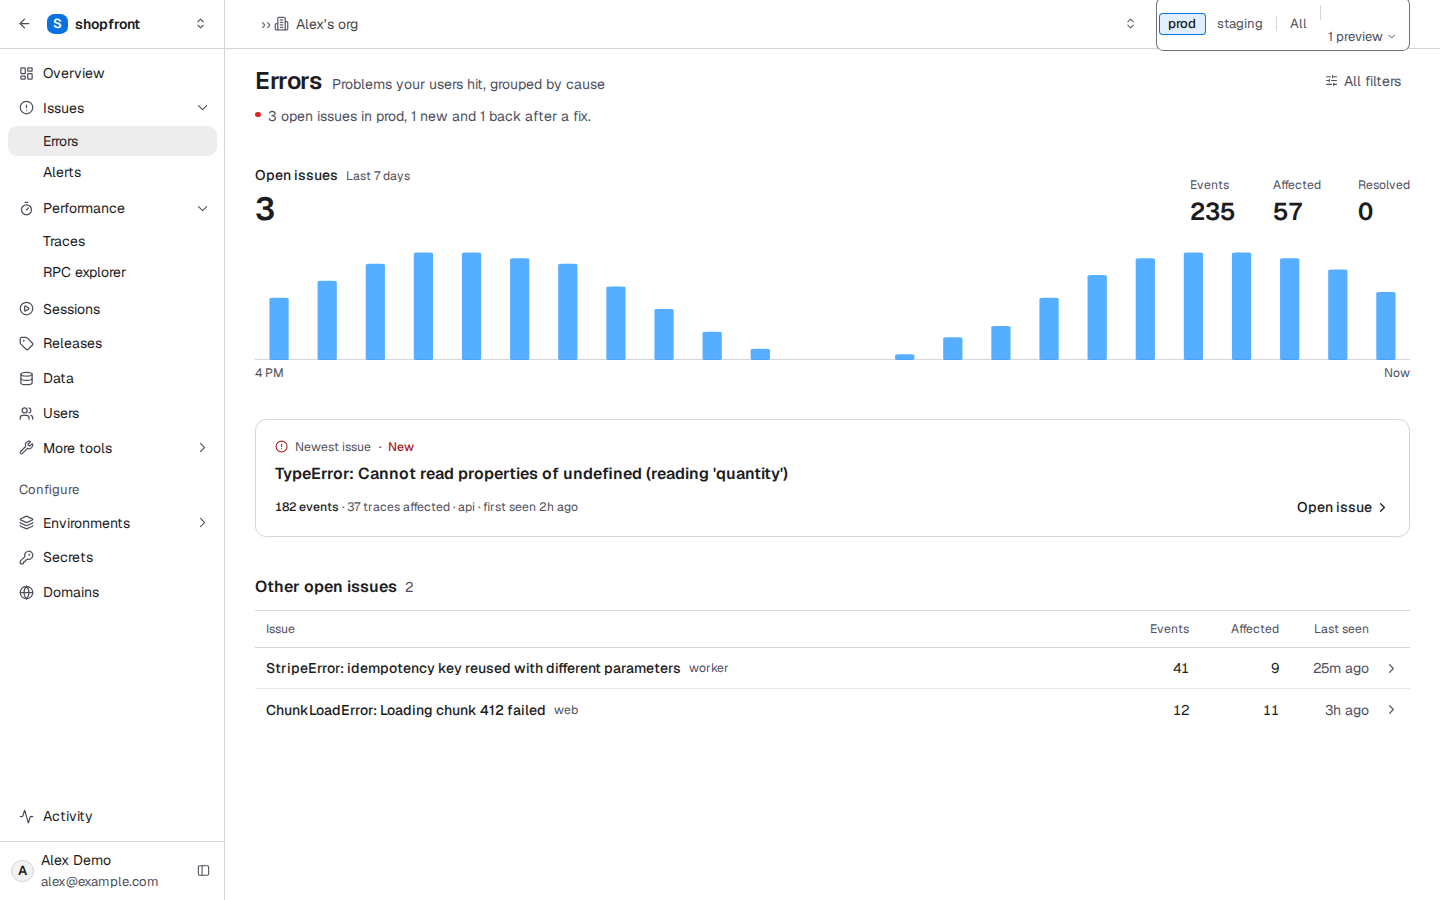 S shopfront
›› Alex's org
prod staging All 1 preview
Overview
Issues
Errors
Alerts
Performance
Traces
RPC explorer
Sessions
Releases
Data
Users
More tools
Configure
Environments
Secrets
Domains
Activity
A Alex Demo
alex@example.com
Errors Problems your users hit, grouped by cause
All filters
3 open issues in prod, 1 new and 1 back after a fix.
Open issues Last 7 days
3
Events Affected Resolved
235 57 0
4 PM Now
Newest issue · New
TypeError: Cannot read properties of undefined (reading 'quantity')
182 events · 37 traces affected · api · first seen 2h ago
Open issue
Other open issues 2
Issue Events Affected Last seen
StripeError: idempotency key reused with different parameters worker 41 9 25m ago
ChunkLoadError: Loading chunk 412 failed web 12 11 3h ago